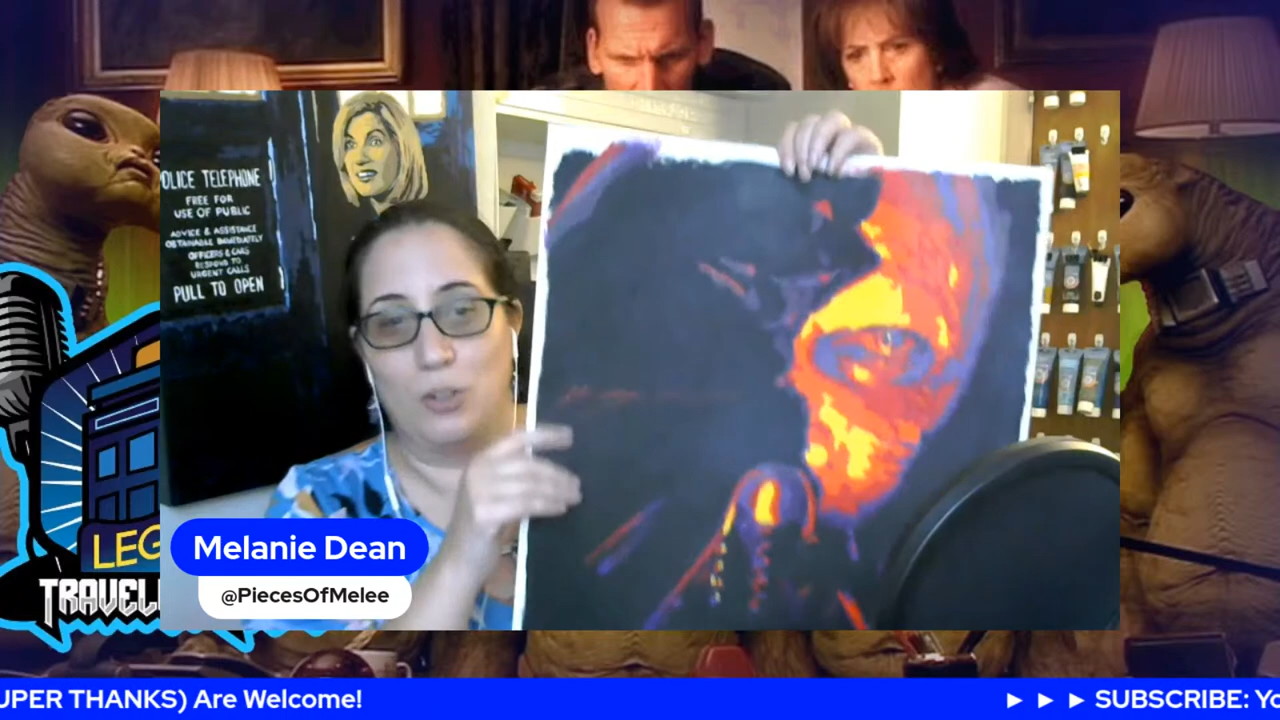 POLICE TELEPHONE
FREE FOR
USE OF PUBLIC
ADVICE & ASSISTANCE
OBTAINABLE IMMEDIATELY
OFFICERS & CARS
RESPOND TO
URGENT CALLS
PULL TO OPEN
LEG
TRAVEL
Melanie Dean
@PiecesOfMelee
UPER THANKS) Are Welcome!
► ► ► SUBSCRIBE: Yo